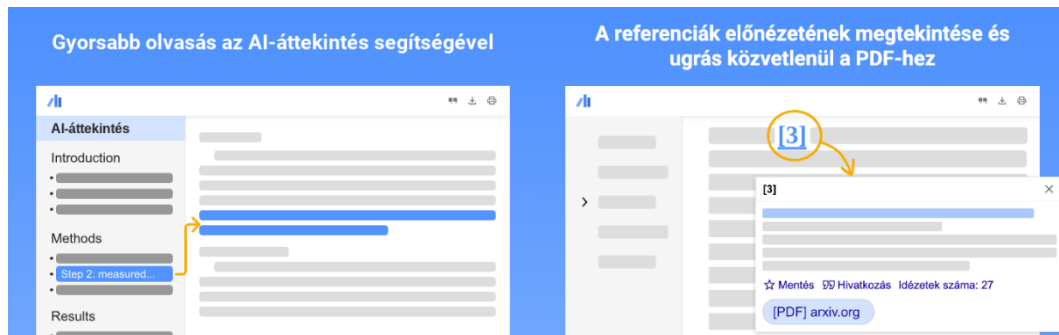 Gyorsabb olvasás az AI-áttekintés segítségével
AI-áttekintés
Introduction
Methods
Step 2: measured...
Results
A referenciák előnézetének megtekintése és
ugrás közvetlenül a PDF-hez
[3]
[3]
Mentés Hivatkozás Idézetek száma: 27
[PDF] arxiv.org